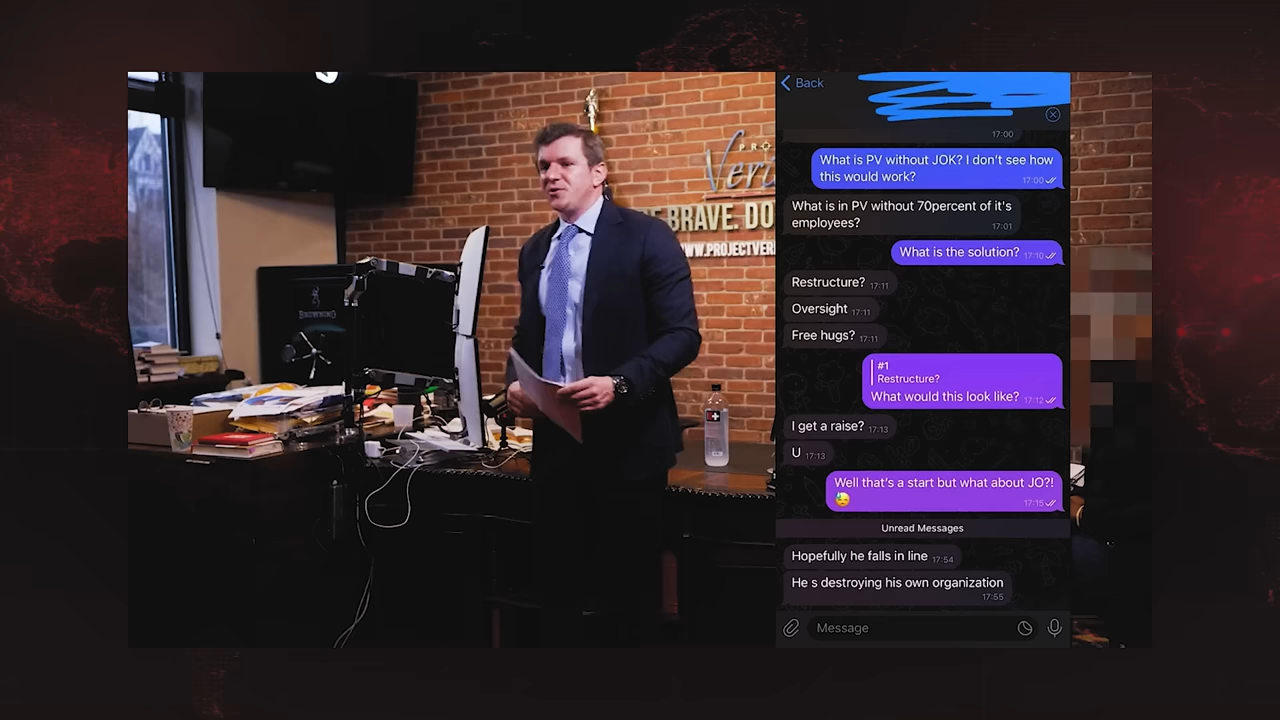 BROWNING
PRO
Veri
E BRAVE. DO
WW.PROJECTVERI
Back
17:00
What is PV without JOK? I don't see how
this would work?
17:00
What is in PV without 70percent of it's
employees?
17:01
What is the solution? 17:10
Restructure? 17:11
Oversight 17:11
Free hugs? 17:11
#1
Restructure?
What would this look like? 17:12
I get a raise? 17:13
U 17:13
Well that's a start but what about JO?!
😓 17:15
Unread Messages
Hopefully he falls in line 17:54
He s destroying his own organization
17:55
Message